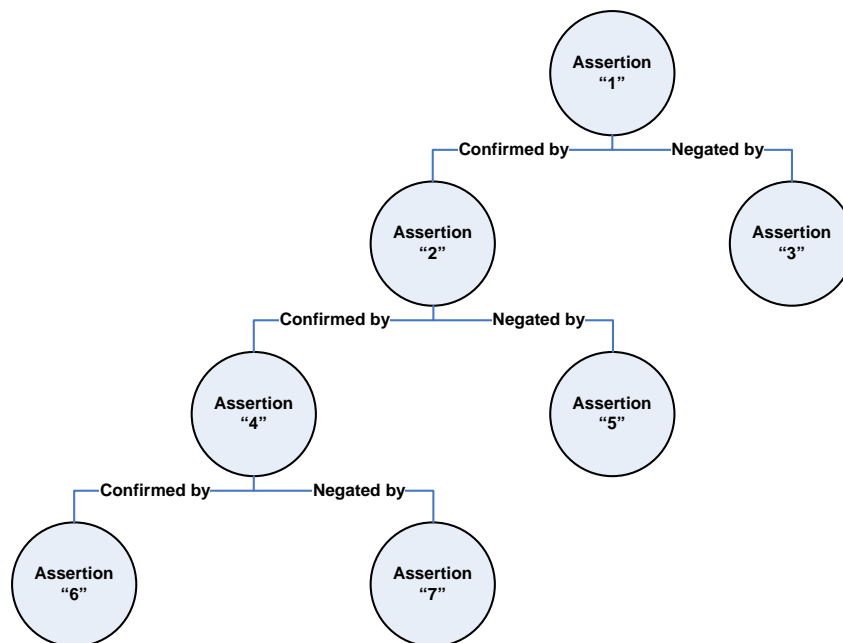 Assertion
“1”
Confirmed by
Negated by
Assertion
“2”
Assertion
“3”
Confirmed by
Negated by
Assertion
“4”
Assertion
“5”
Confirmed by
Negated by
Assertion
“6”
Assertion
“7”